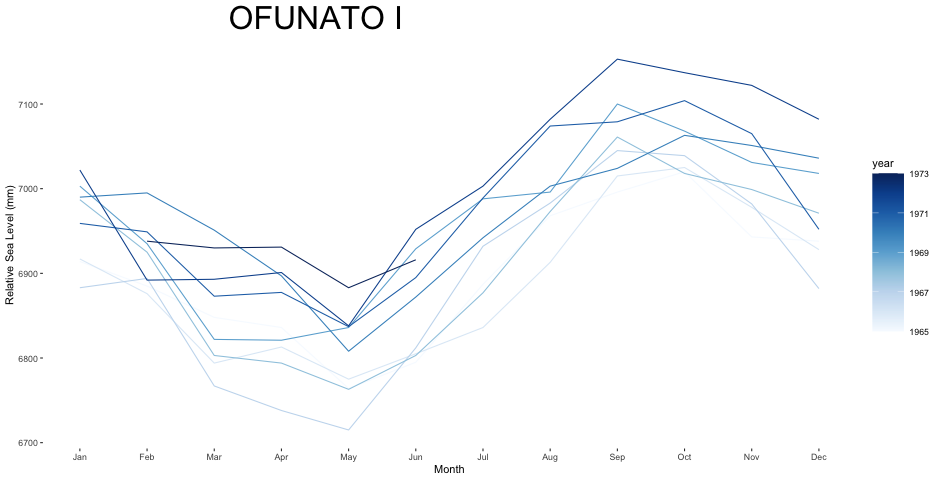 OFUNATO I
Relative Sea Level (mm)
7100
7000
6900
6800
6700
Jan Feb Mar Apr May Jun Jul Aug Sep Oct Nov Dec
Month
year
1973
1971
1969
1967
1965